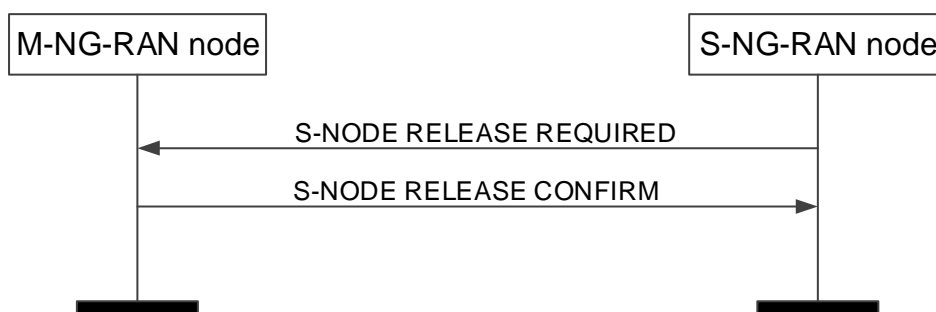 M-NG-RAN node
S-NG-RAN node
S-NODE RELEASE REQUIRED
S-NODE RELEASE CONFIRM